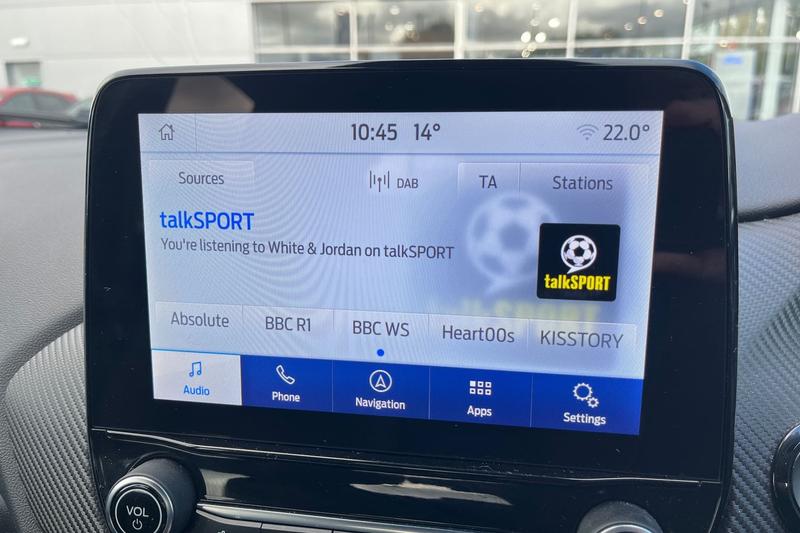 10:45 14° 22.0°
Sources DAB TA Stations
talkSPORT
You're listening to White & Jordan on talkSPORT
talkSPORT
Absolute BBC R1 BBC WS Heart00s KISSTORY
Audio Phone Navigation Apps Settings
VOL